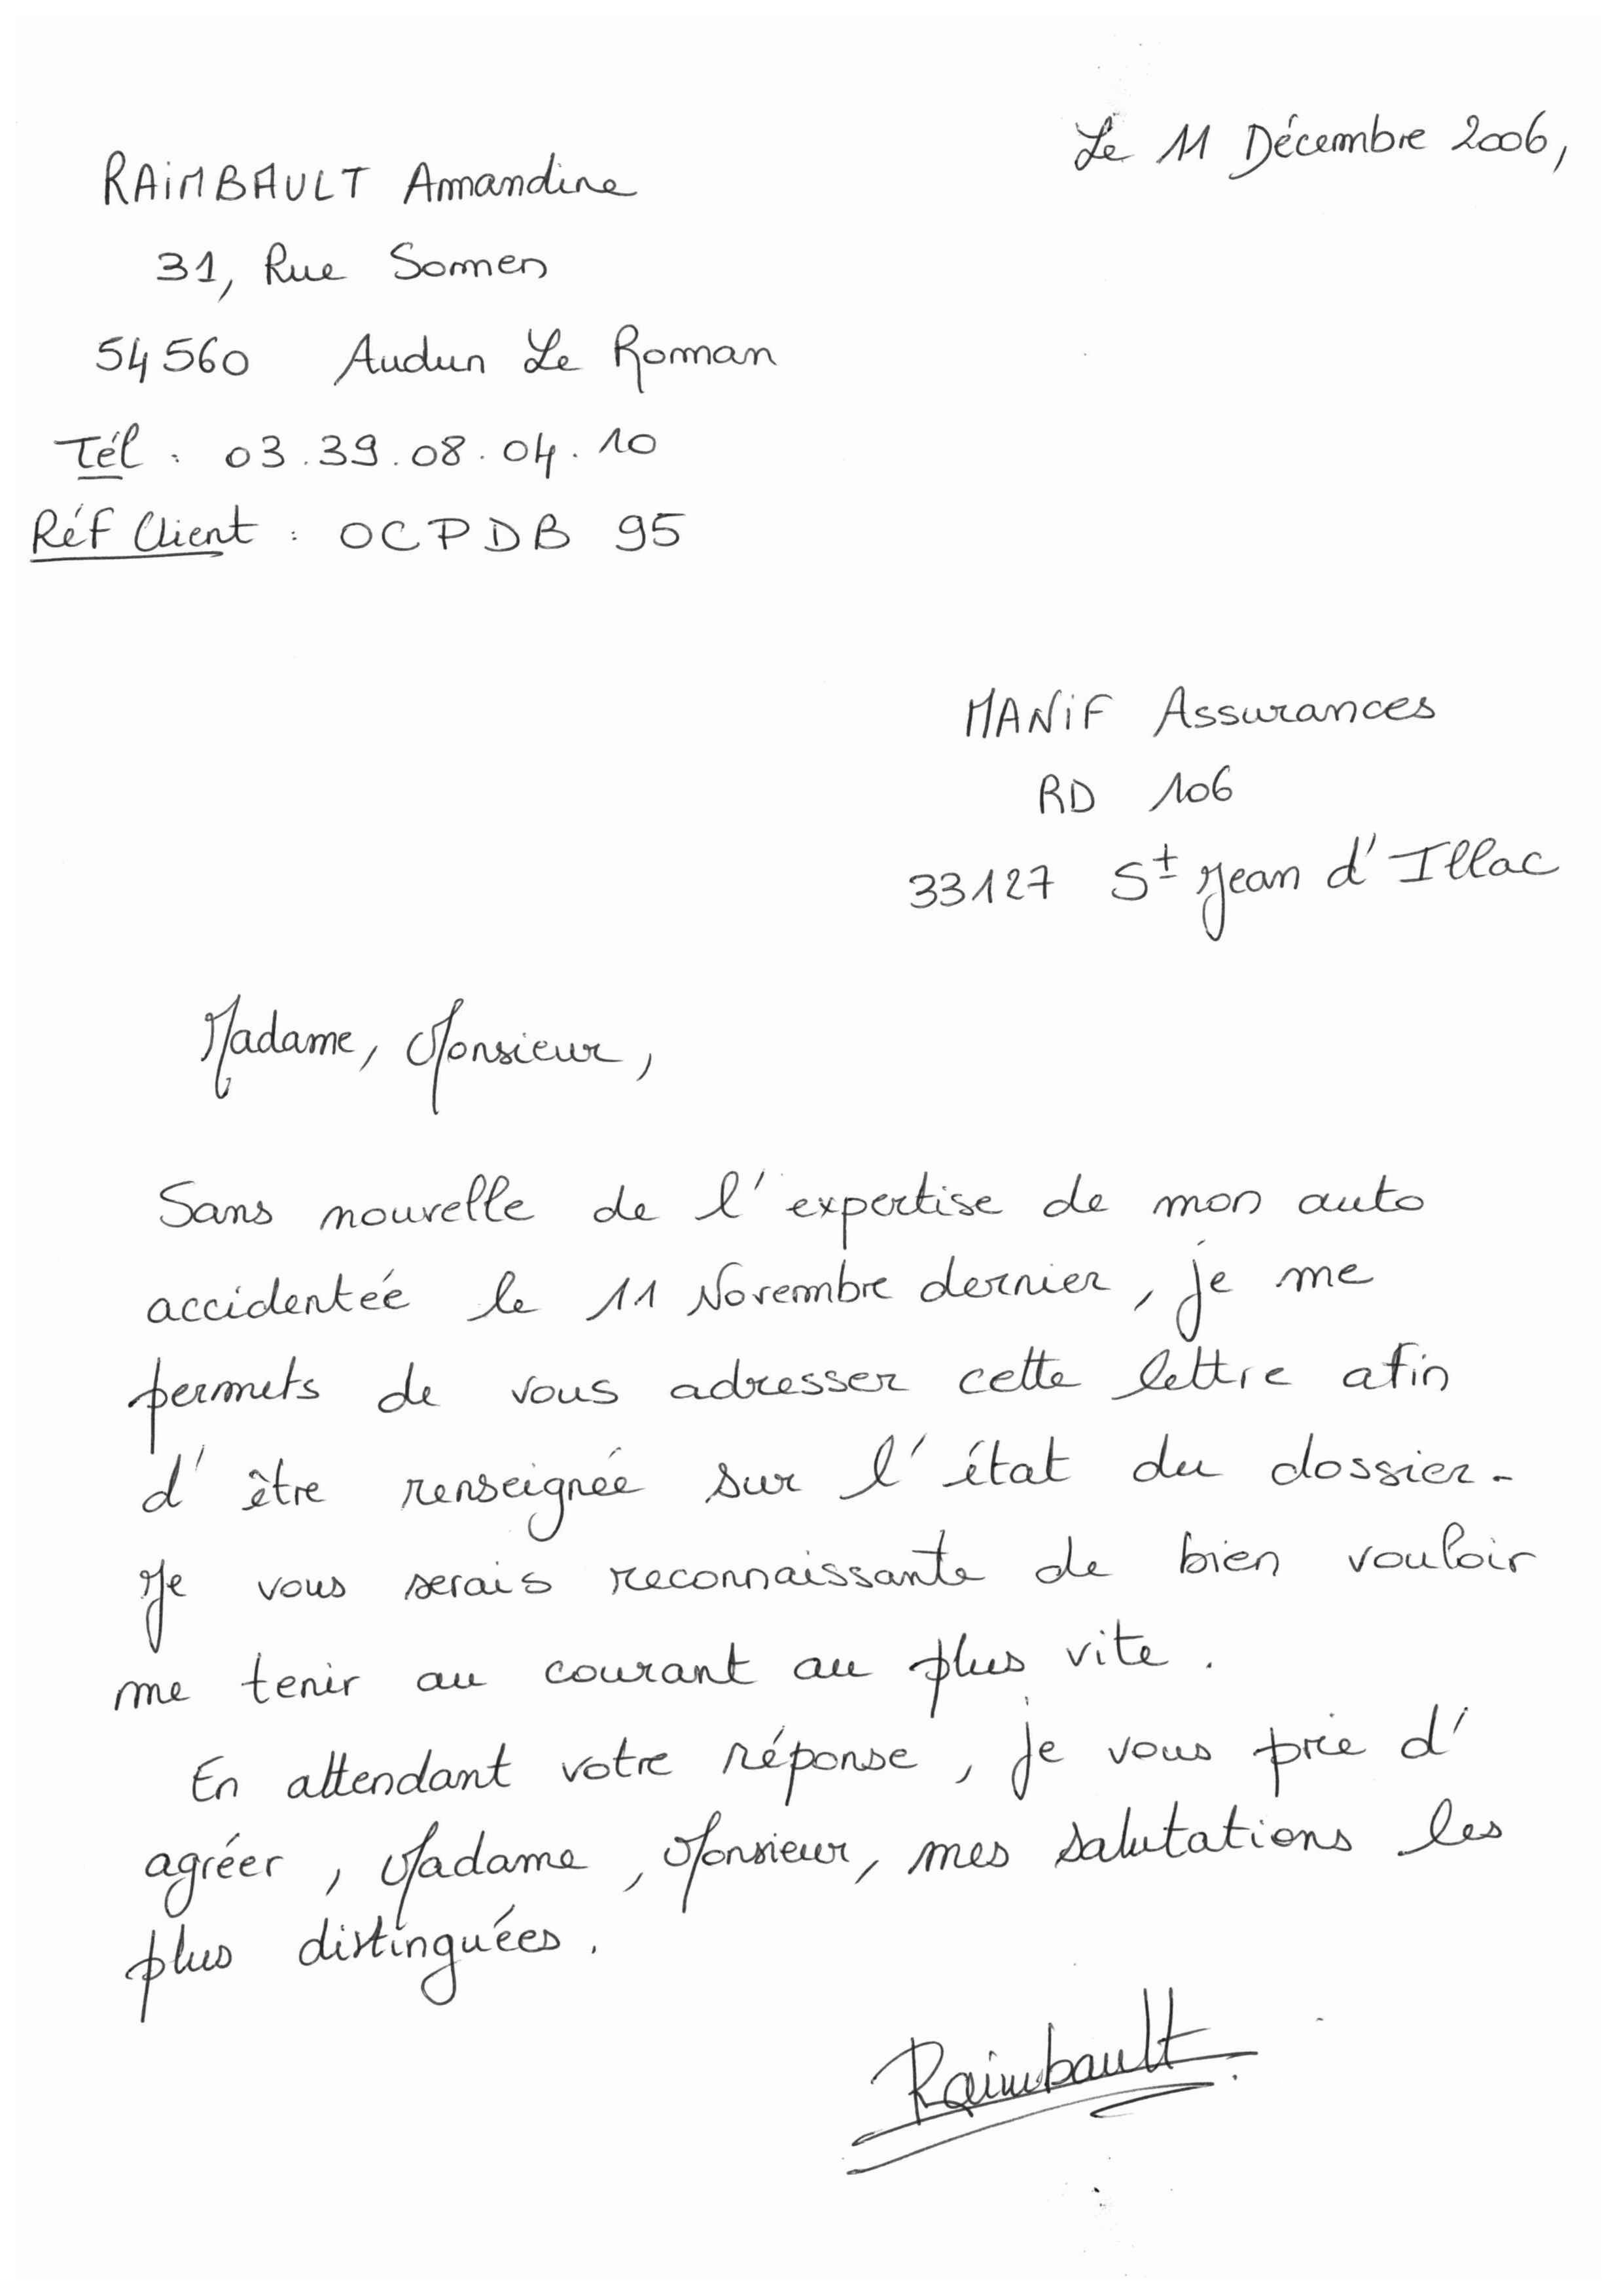 Le 11 Décembre 2006,
RAIMBAULT Amandine
31, Rue Sommen
54560 Audun Le Roman
Tél : 03.39.08.04.10
Réf Client : OCPDB 95
MANIF Assurances
RD 106
33127 St Jean d'Illac
Madame, Monsieur,
Sans nouvelle de l'expertise de mon auto
accidentée le 11 Novembre dernier, je me
permets de vous adresser cette lettre afin
d'être renseignée sur l'état du dossier.
Je vous serais reconnaissante de bien vouloir
me tenir au courant au plus vite.
En attendant votre réponse, je vous prie d'
agréer, Madame, Monsieur, mes salutations les
plus distinguées.
Raimbault